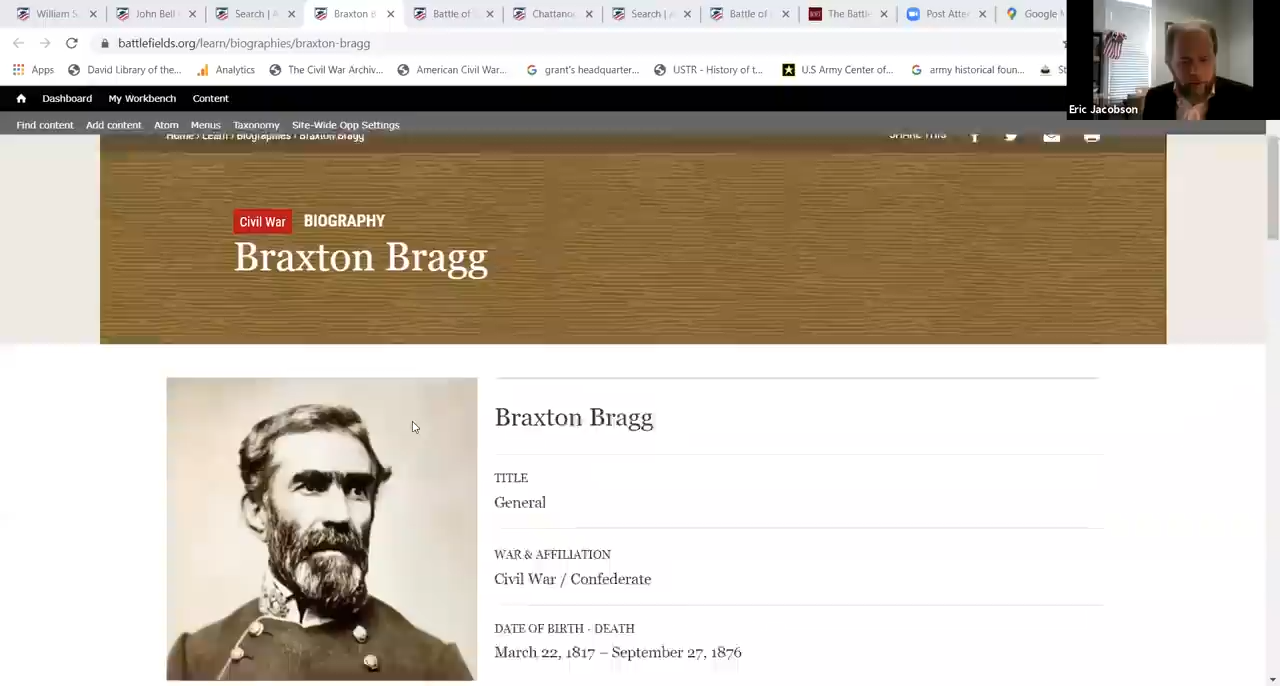 William S. John Bell Search | A Braxton B Battle of Chattanoo Search | A Battle of The Battl Post Atte Google M
battlefields.org/learn/biographies/braxton-bragg
Apps David Library of the... Analytics The Civil War Archiv... American Civil War... grant's headquarter... USTR - History of t... U.S Army Center of... army historical foun... St
Eric Jacobson
Dashboard My Workbench Content
Find content Add content Atom Menus Taxonomy Site-Wide Opp Settings
Home › Learn › Biographies › Braxton Bragg SHARE THIS
Civil War BIOGRAPHY
Braxton Bragg
Braxton Bragg
TITLE
General
WAR & AFFILIATION
Civil War / Confederate
DATE OF BIRTH - DEATH
March 22, 1817 – September 27, 1876